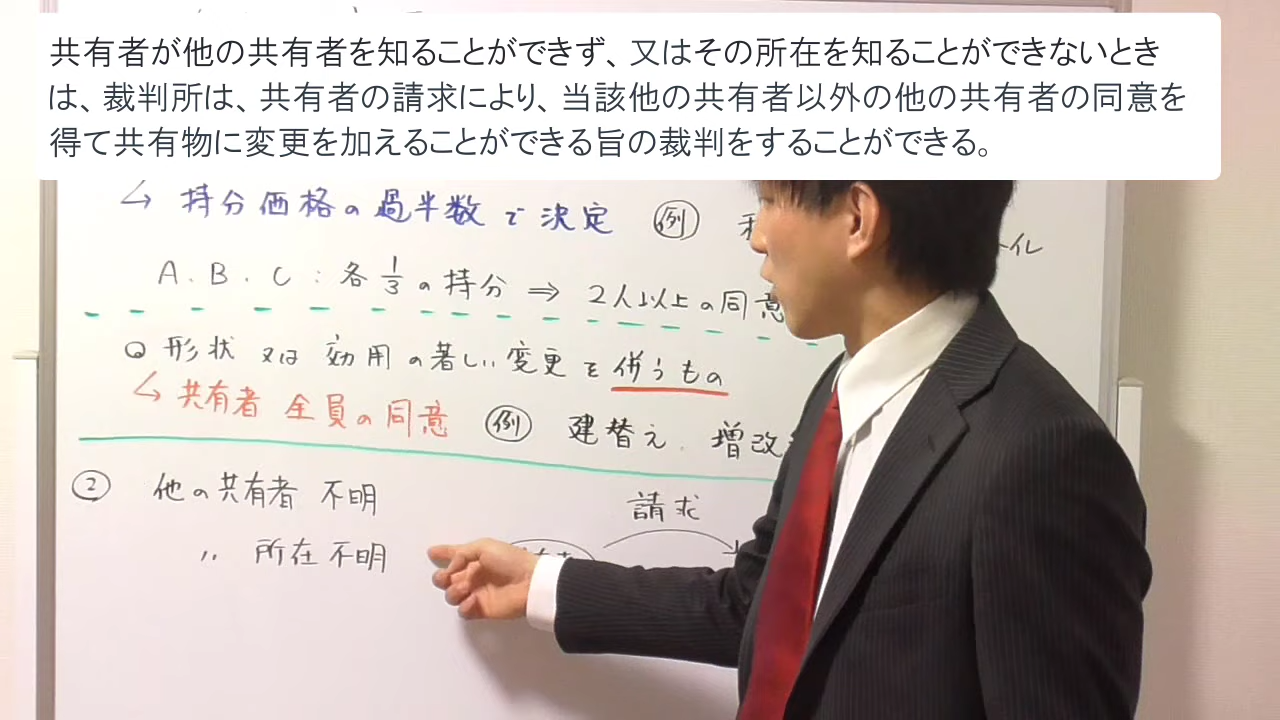 共有者が他の共有者を知ることができず、又はその所在を知ることができないとき
は、裁判所は、共有者の請求により、当該他の共有者以外の他の共有者の同意を
得て共有物に変更を加えることができる旨の裁判をすることができる。
↳ 持分価格の過半数で決定 例
A.B.C:各1/3の持分 ⇒ 2人以上の同意
○ 形状又は効用の著しい変更を伴うもの
↳ 共有者全員の同意 例 建替え、増改
② 他の共有者 不明
請求
〃 所在不明